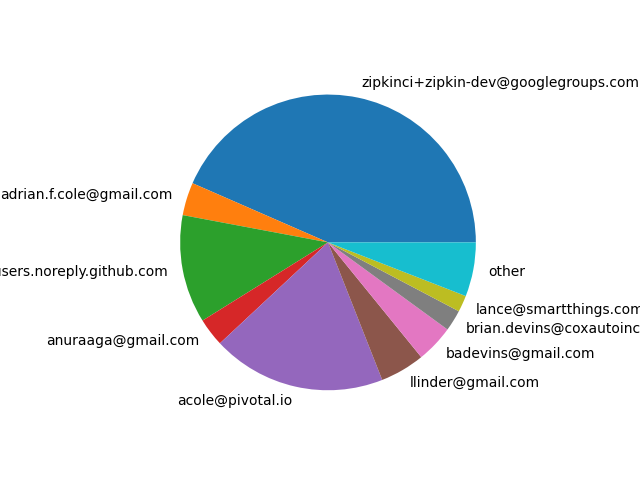 zipkinci+zipkin-dev@googlegroups.com
adrian.f.cole@gmail.com
users.noreply.github.com
other
lance@smartthings.com
brian.devins@coxautoinc
anuraaga@gmail.com
badevins@gmail.com
llinder@gmail.com
acole@pivotal.io